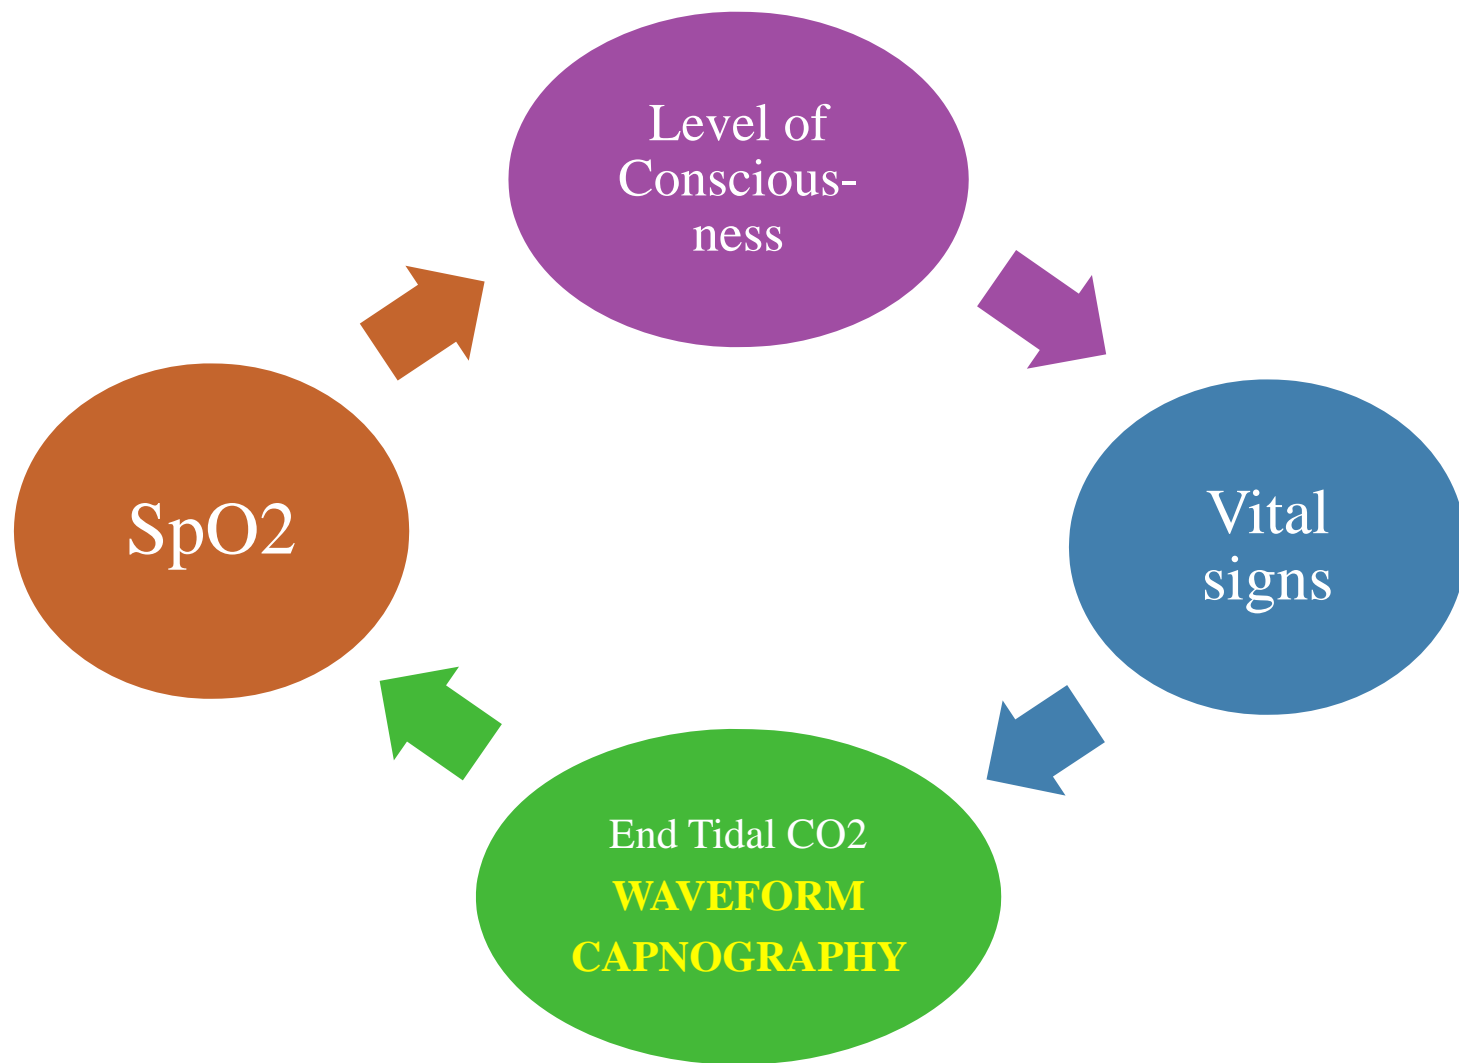 Level of
Conscious-
ness
SpO2
Vital
signs
End Tidal CO2
WAVEFORM
CAPNOGRAPHY